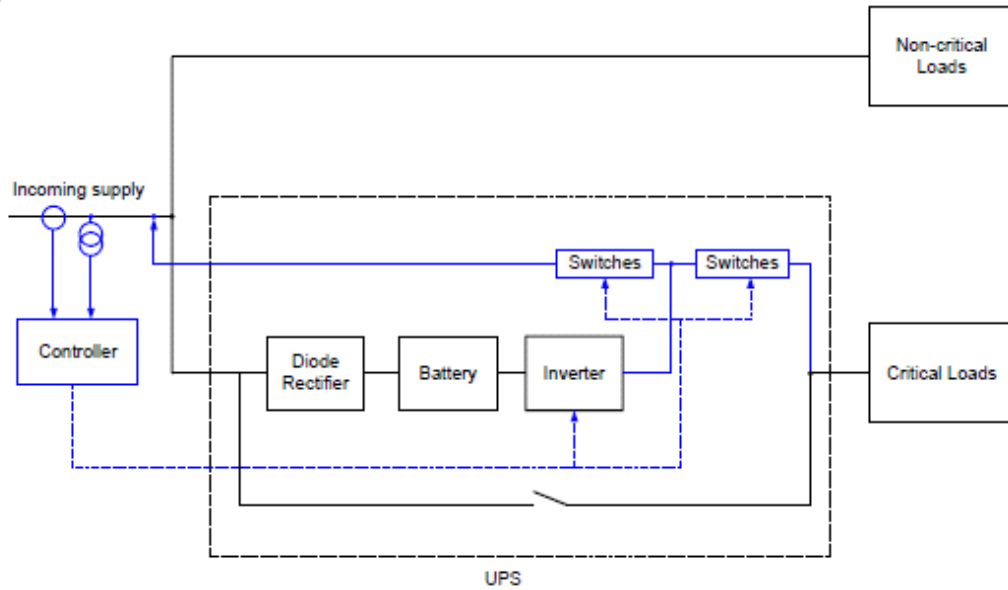 Non-critical
Loads
Incoming supply
Switches
Switches
Controller
Diode
Rectifier
Battery
Inverter
Critical Loads
UPS